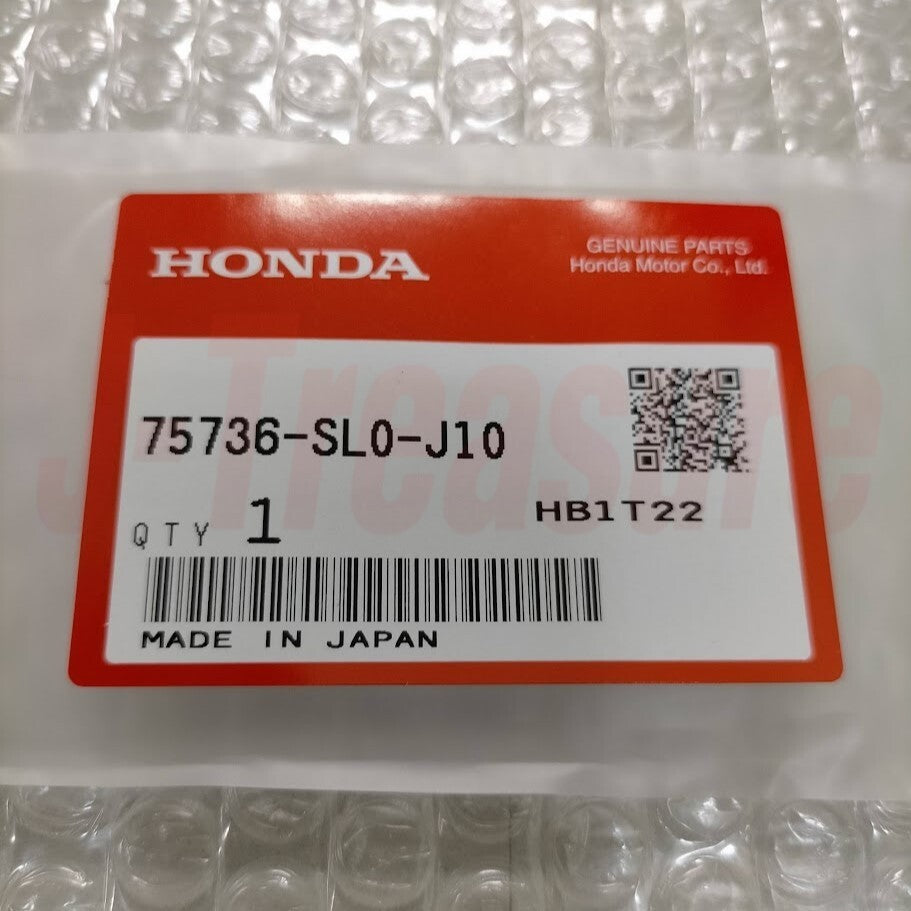 HONDA
GENUINE PARTS
Honda Motor Co., Ltd.
75736-SL0-J10
HB1T22
QTY 1
MADE IN JAPAN
J-Treasure